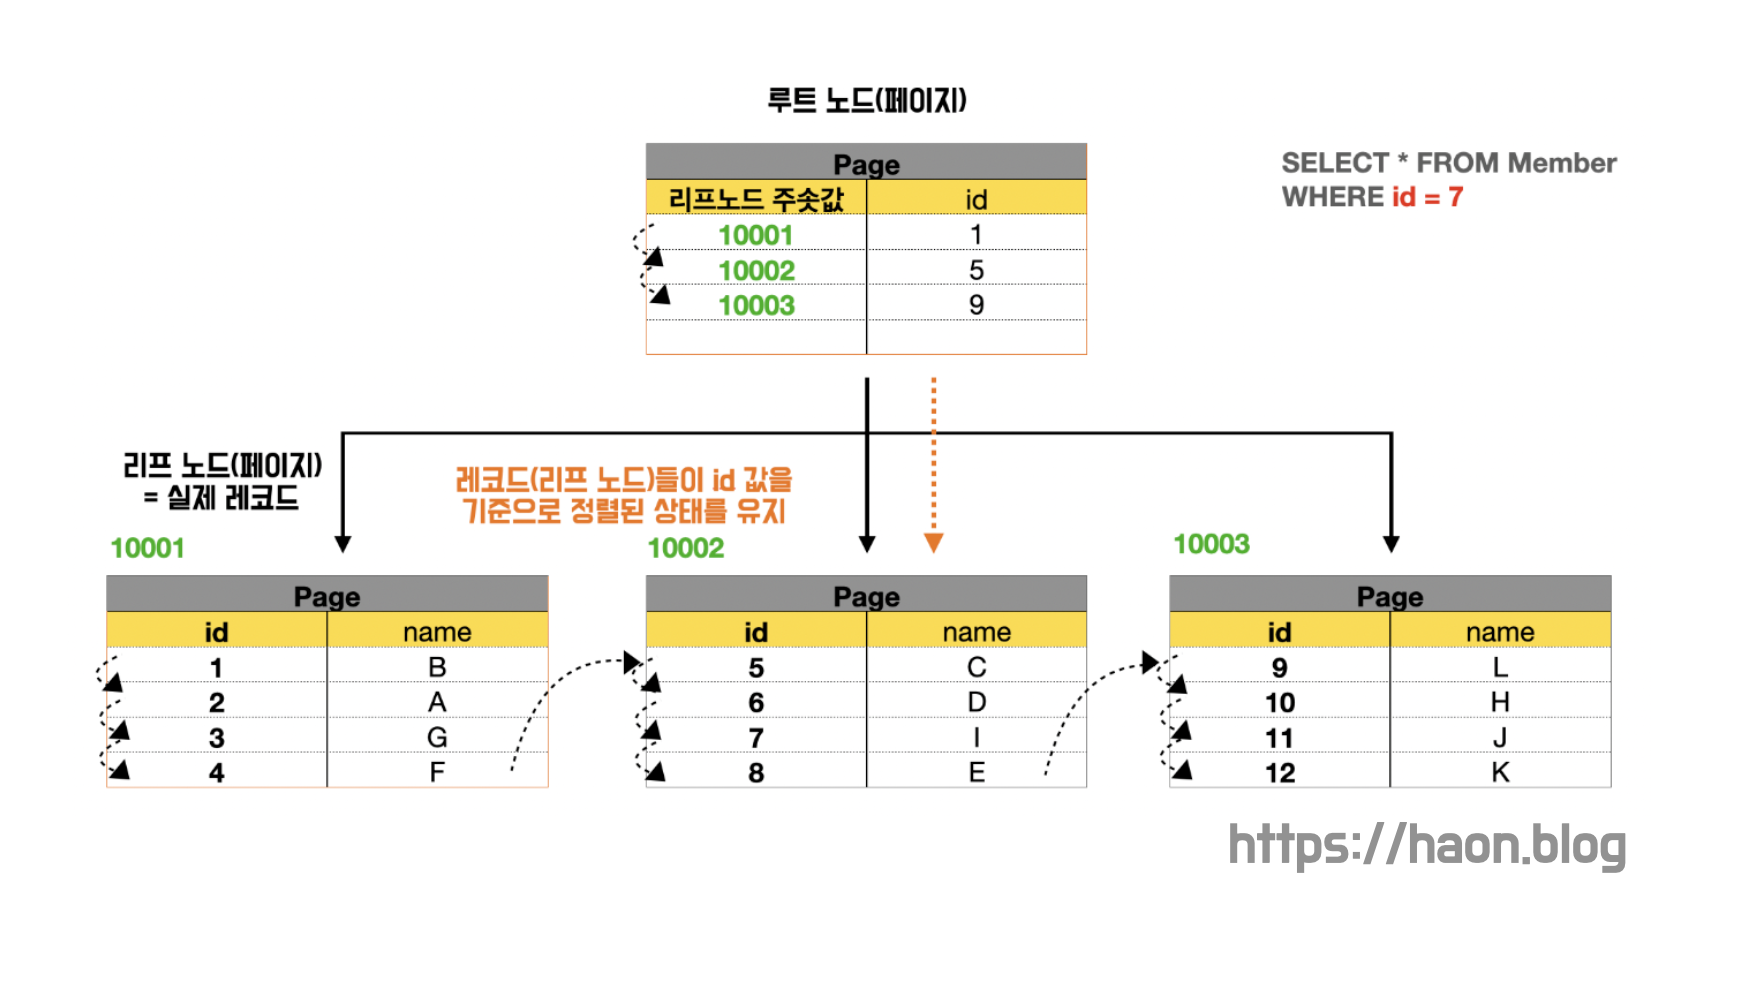 루트 노드(페이지)
SELECT * FROM Member
WHERE id = 7
Page
리프노드 주솟값 id
10001 1
10002 5
10003 9
리프 노드(페이지)
= 실제 레코드
레코드(리프 노드)들이 id 값을
기준으로 정렬된 상태를 유지
10001
Page
id name
1 B
2 A
3 G
4 F
10002
Page
id name
5 C
6 D
7 I
8 E
10003
Page
id name
9 L
10 H
11 J
12 K
https://haon.blog